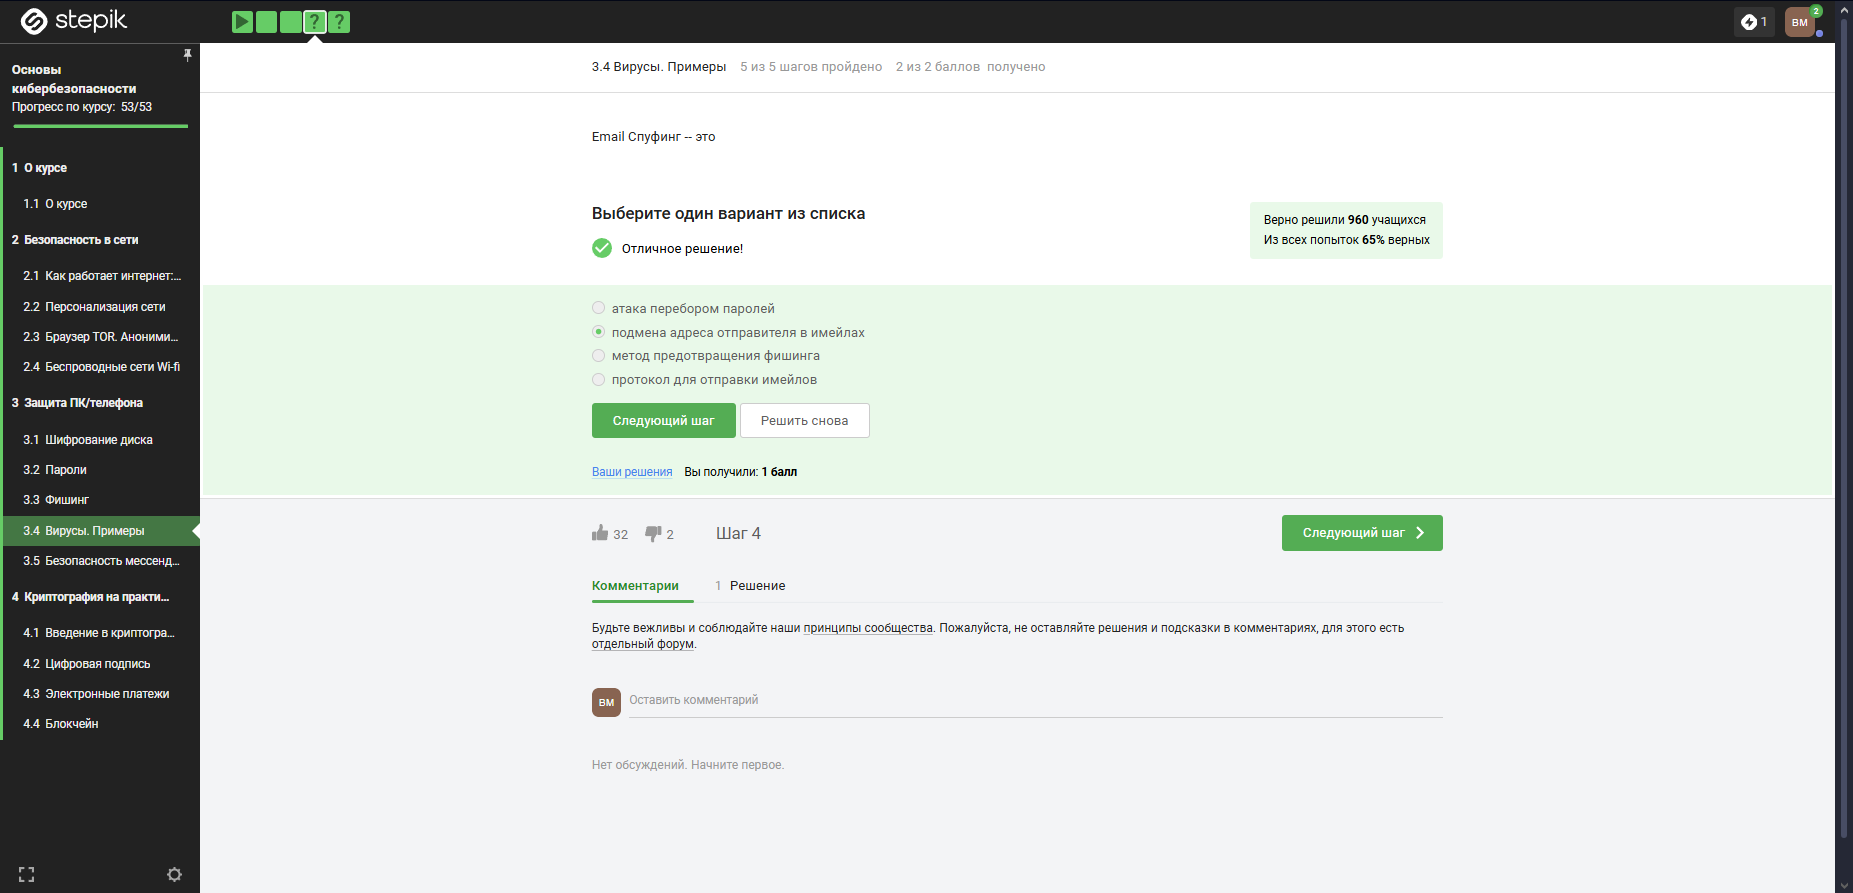 stepik
? ?
1
ВМ
2
Основы
кибербезопасности
Прогресс по курсу: 53/53
1 О курсе
1.1 О курсе
2 Безопасность в сети
2.1 Как работает интернет:...
2.2 Персонализация сети
2.3 Браузер TOR. Аноними...
2.4 Беспроводные сети Wi-fi
3 Защита ПК/телефона
3.1 Шифрование диска
3.2 Пароли
3.3 Фишинг
3.4 Вирусы. Примеры
3.5 Безопасность мессенд...
4 Криптография на практи...
4.1 Введение в криптогра...
4.2 Цифровая подпись
4.3 Электронные платежи
4.4 Блокчейн
3.4 Вирусы. Примеры 5 из 5 шагов пройдено 2 из 2 баллов получено
Email Спуфинг -- это
Выберите один вариант из списка
Отличное решение!
Верно решили 960 учащихся
Из всех попыток 65% верных
атака перебором паролей
подмена адреса отправителя в имейлах
метод предотвращения фишинга
протокол для отправки имейлов
Следующий шаг Решить снова
Ваши решения Вы получили: 1 балл
32 2 Шаг 4 Следующий шаг
Комментарии 1 Решение
Будьте вежливы и соблюдайте наши принципы сообщества. Пожалуйста, не оставляйте решения и подсказки в комментариях, для этого есть
отдельный форум.
ВМ Оставить комментарий
Нет обсуждений. Начните первое.